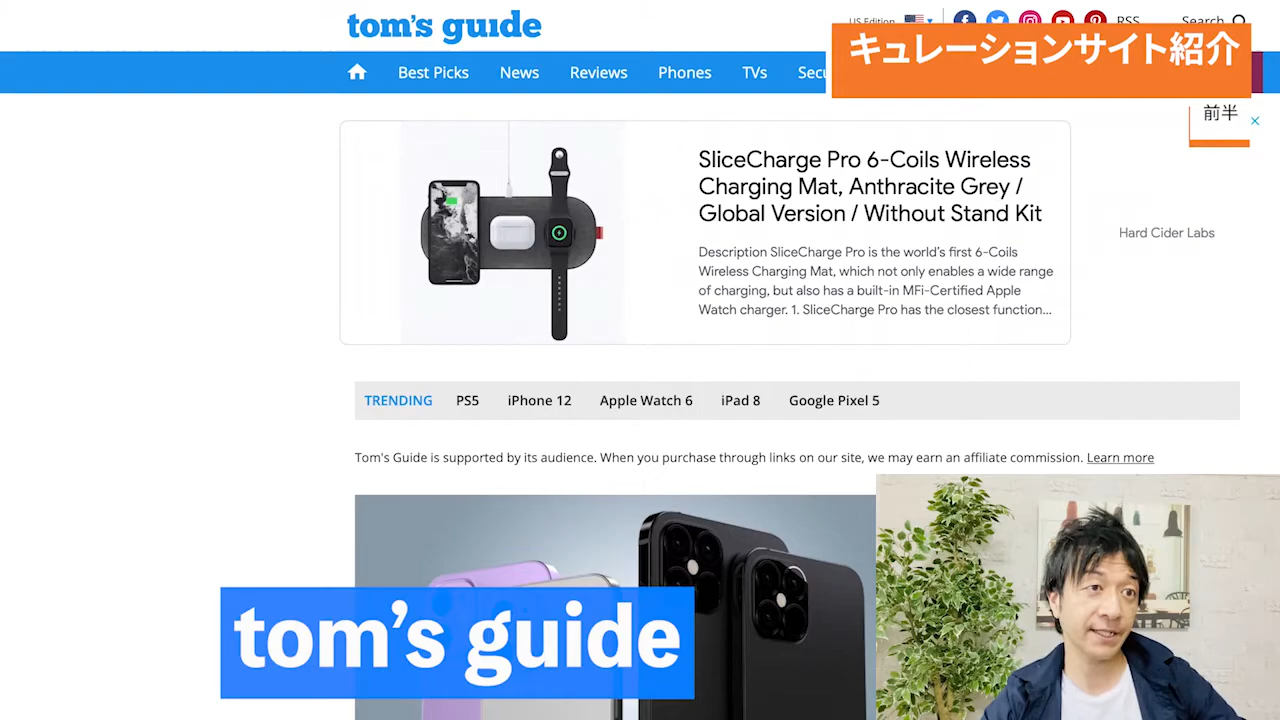 tom's guide
US Edition
RSS
Search
キュレーションサイト紹介
Best Picks
News
Reviews
Phones
TVs
前半
SliceCharge Pro 6-Coils Wireless
Charging Mat, Anthracite Grey /
Global Version / Without Stand Kit
Description SliceCharge Pro is the world's first 6-Coils
Wireless Charging Mat, which not only enables a wide range
of charging, but also has a built-in MFi-Certified Apple
Watch charger. 1. SliceCharge Pro has the closest function...
Hard Cider Labs
TRENDING
PS5
iPhone 12
Apple Watch 6
iPad 8
Google Pixel 5
Tom's Guide is supported by its audience. When you purchase through links on our site, we may earn an affiliate commission. Learn more
tom's guide